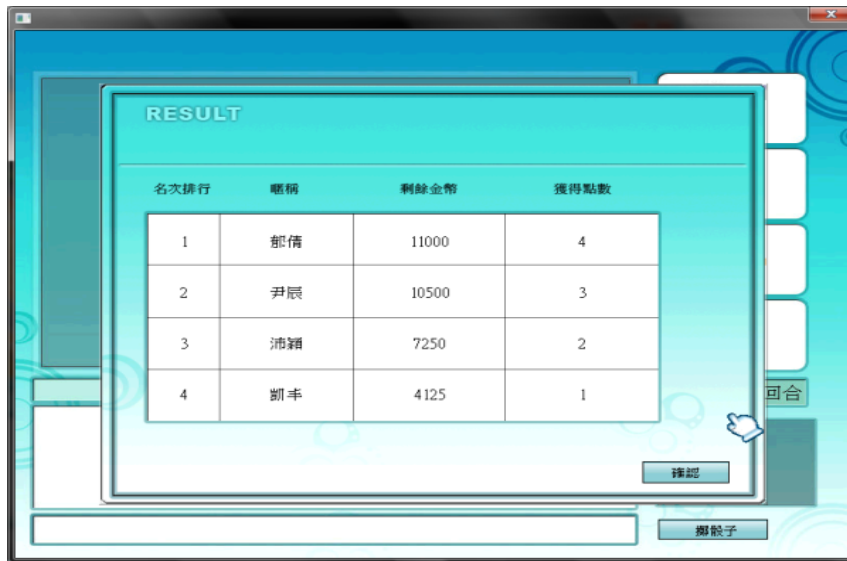 RESULT
名次排行 暱稱 剩餘金幣 獲得點數
1 郁倩 11000 4
2 尹辰 10500 3
3 沛穎 7250 2
4 凱丰 4125 1
回合
確認
擲骰子